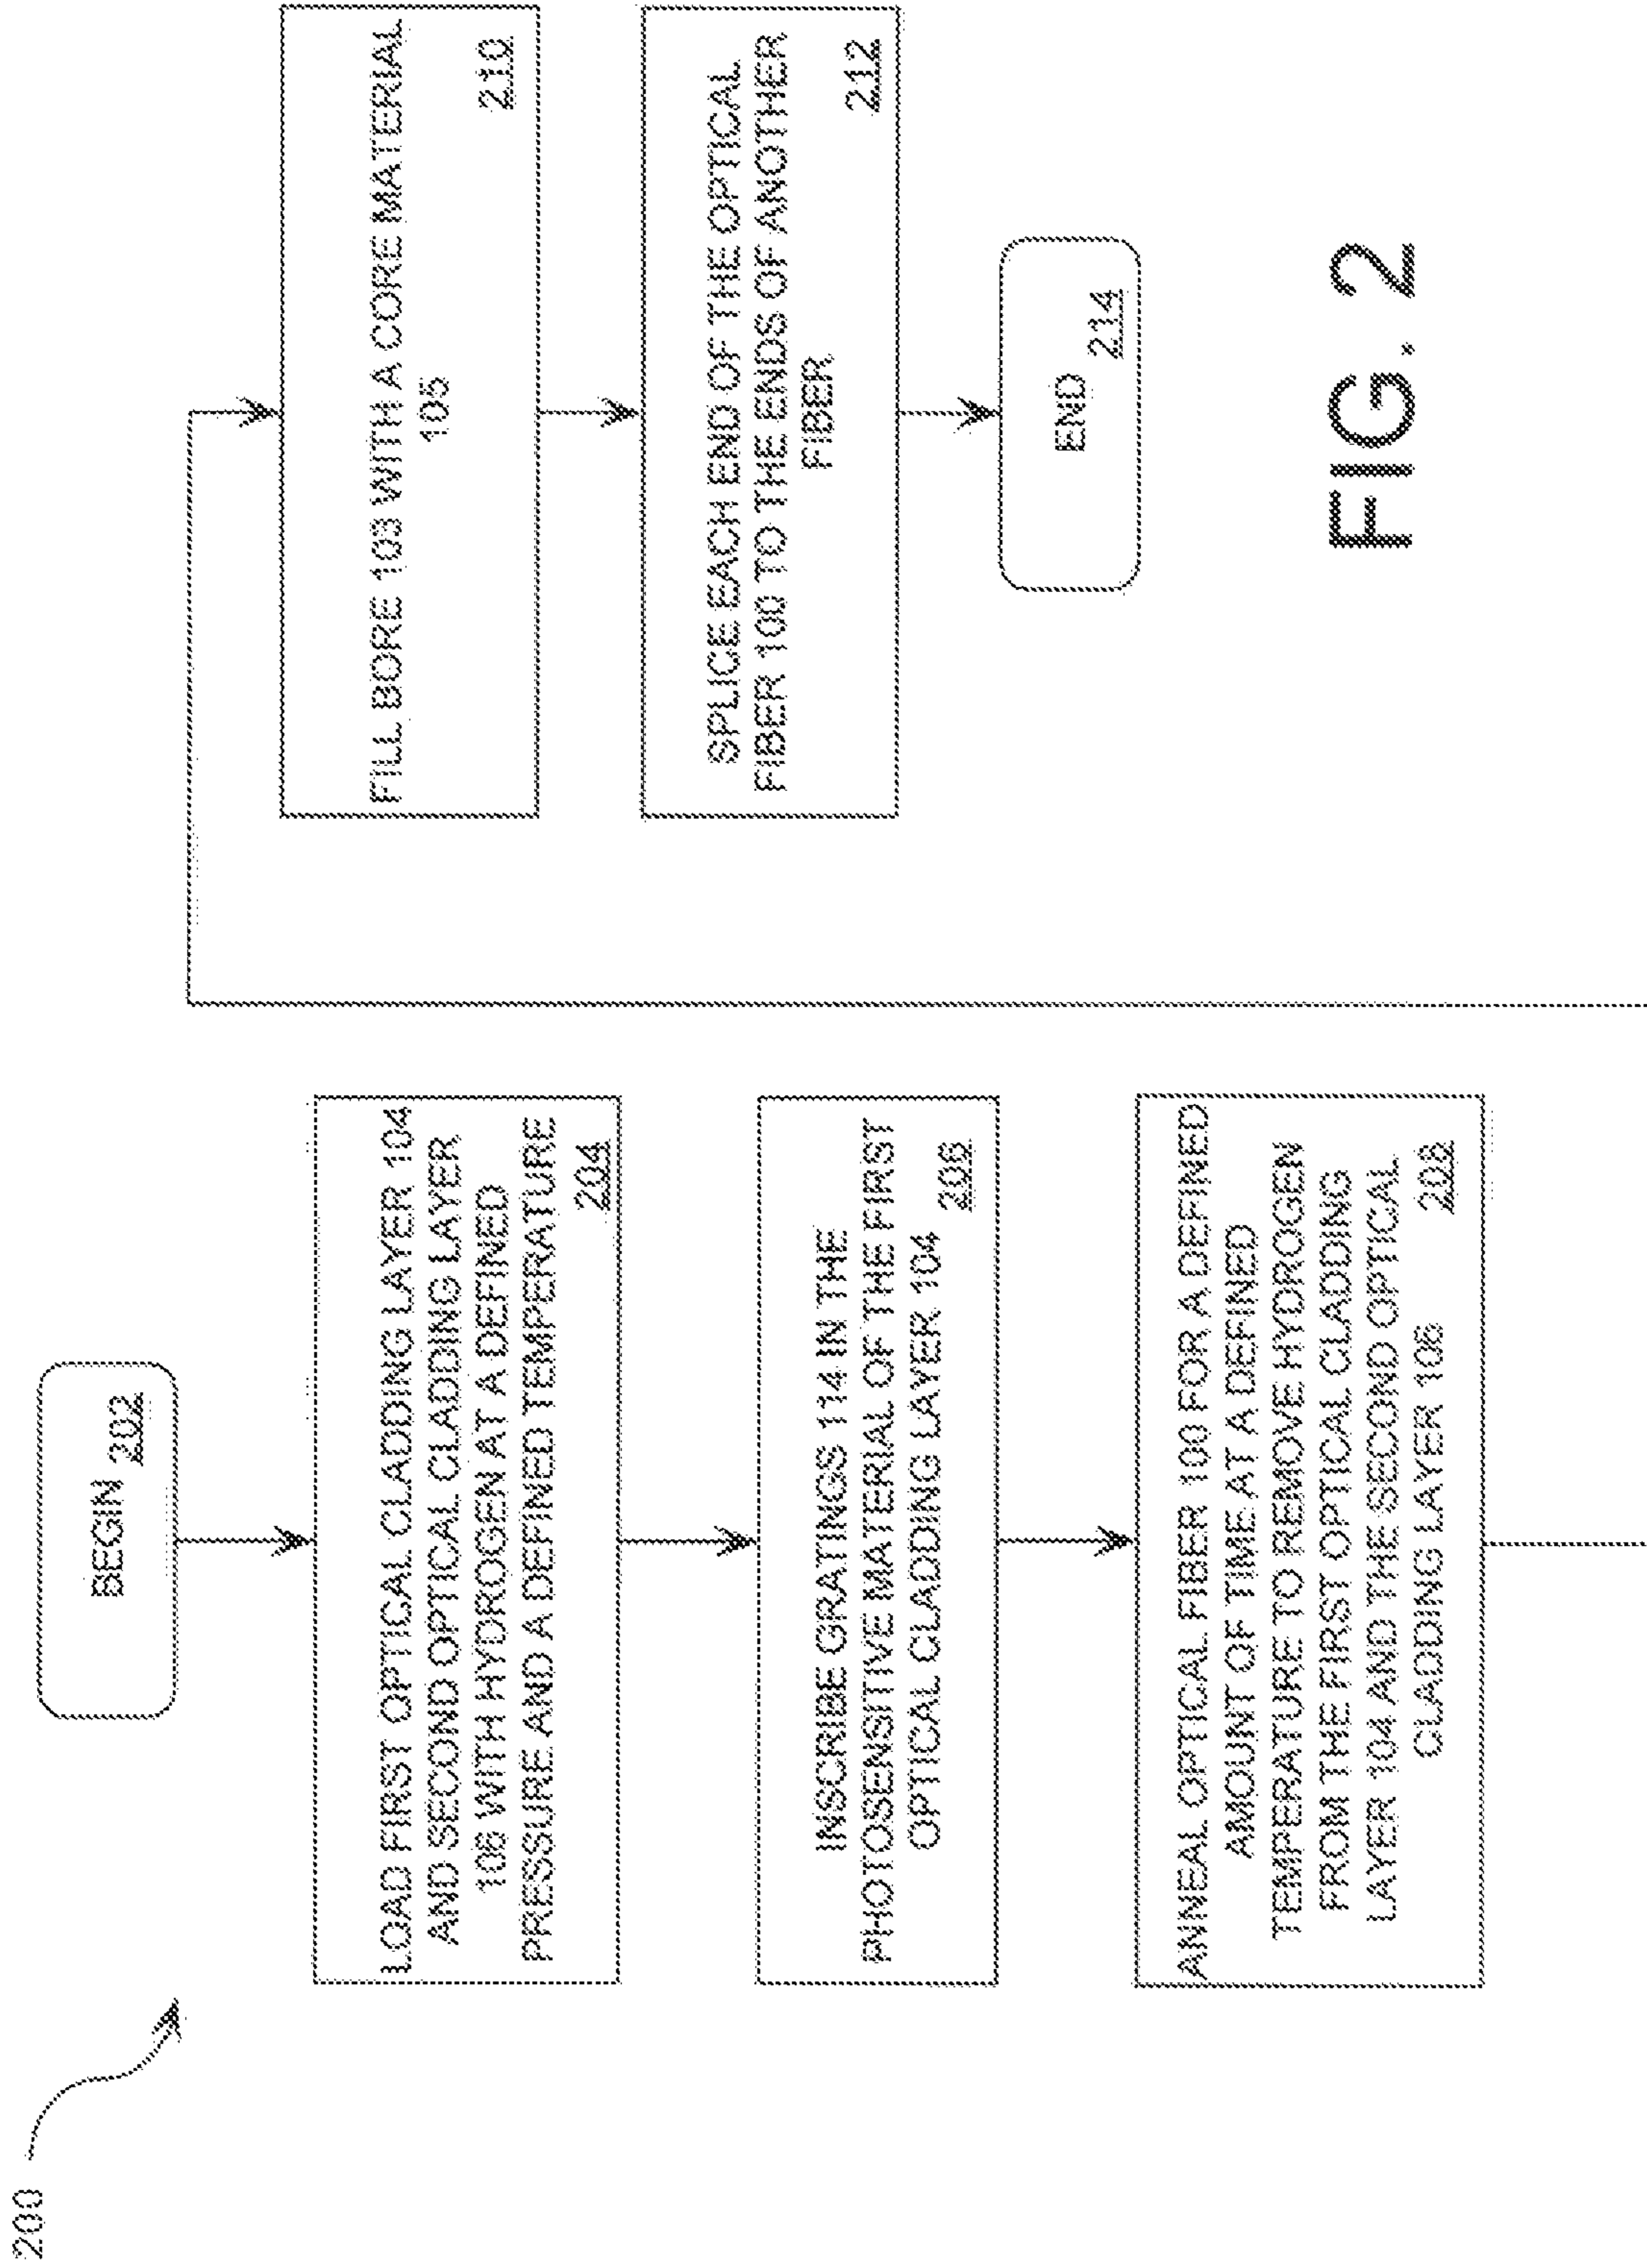 200
BEGIN 202
LOAD FIRST OPTICAL CLADDING LAYER 104
AND SECOND OPTICAL CLADDING LAYER
106 WITH HYDROGEN AT A DEFINED
PRESSURE AND A DEFINED TEMPERATURE
204
INSCRIBE GRATINGS 114 IN THE
PHOTOSENSITIVE MATERIAL OF THE FIRST
OPTICAL CLADDING LAYER 104
206
ANNEAL OPTICAL FIBER 100 FOR A DEFINED
AMOUNT OF TIME AT A DEFINED
TEMPERATURE TO REMOVE HYDROGEN
FROM THE FIRST OPTICAL CLADDING
LAYER 104 AND THE SECOND OPTICAL
CLADDING LAYER 106
208
FILL BORE 103 WITH A CORE MATERIAL
105
210
SPLICE EACH END OF THE OPTICAL
FIBER 100 TO THE ENDS OF ANOTHER
FIBER
212
END
214
FIG. 2